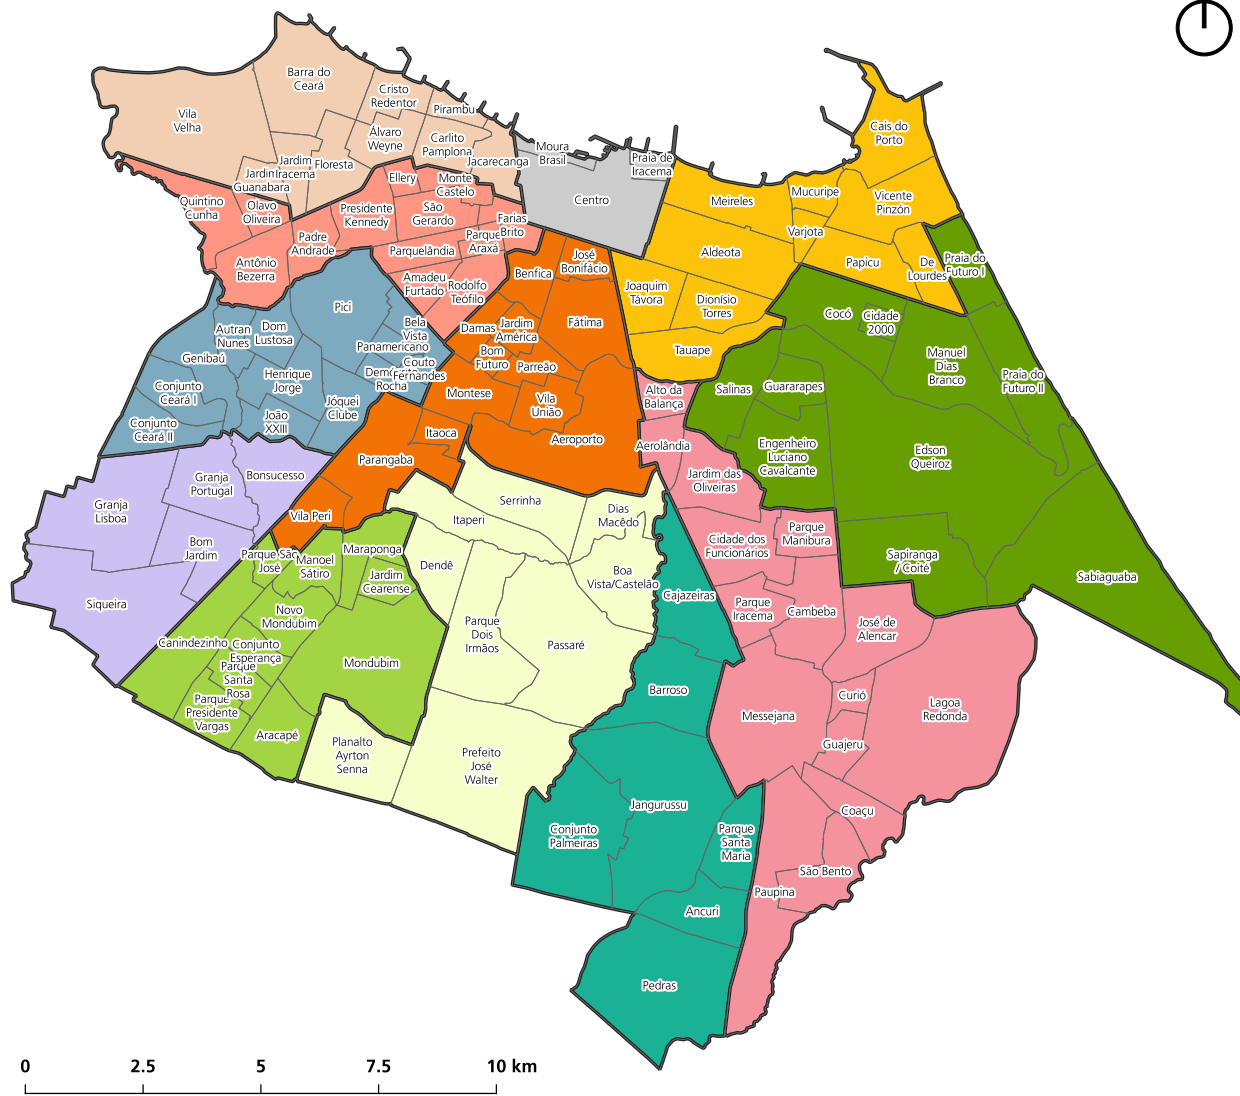 Barra do
Ceará
Cristo
Redentor
Pirambu
Vila
Velha
Álvaro
Weyne
Carlito
Pamplona
Jacarecanga
Floresta
Jardim
Iracema
Jardim
Guanabara
Moura
Brasil
Praia de
Iracema
Centro
Cais do
Porto
Meireles
Mucuripe
Vicente
Pinzón
Varjota
Aldeota
Papicu
De
Lourdes
Praia do
Futuro I
Quintino
Cunha
Olavo
Oliveira
Ellery
Monte
Castelo
Presidente
Kennedy
São
Gerardo
Farias
Brito
Padre
Andrade
Parquelândia
Parque
Araxá
Antônio
Bezerra
Amadeu
Furtado
Rodolfo
Teófilo
Benfica
José
Bonifácio
Joaquim
Távora
Dionísio
Torres
Tauape
Cocó
Cidade
2000
Manuel
Dias
Branco
Praia do
Futuro II
Pici
Autran
Nunes
Dom
Lustosa
Bela
Vista
Panamericano
Couto
Fernandes
Rocha
Genibaú
Henrique
Jorge
Conjunto
Ceará I
Jóquei
Clube
João
XXIII
Conjunto
Ceará II
Damas
Jardim
América
Fátima
Bom
Futuro
Parreão
Montese
Vila
União
Itaoca
Aeroporto
Parangaba
Vila Peri
Alto da
Balança
Salinas
Guararapes
Aerolândia
Engenheiro
Luciano
Cavalcante
Edson
Queiroz
Jardim das
Oliveiras
Cidade dos
Funcionários
Parque
Manibura
Sapiranga
/ Coité
Sabiaguaba
Granja
Portugal
Bonsucesso
Granja
Lisboa
Bom
Jardim
Siqueira
Serrinha
Itaperi
Dias
Macêdo
Dendê
Boa
Vista/Castelão
Cajazeiras
Parque
Iracema
Cambeba
José de
Alencar
Parque São
José
Manoel
Sátiro
Maraponga
Jardim
Cearense
Novo
Mondubim
Canindezinho
Conjunto
Esperança
Parque
Santa
Rosa
Mondubim
Parque
Presidente
Vargas
Aracapé
Parque
Dois
Irmãos
Passaré
Planalto
Ayrton
Senna
Prefeito
José
Walter
Barroso
Messejana
Curió
Lagoa
Redonda
Guajeru
Jangurussu
Coaçu
Conjunto
Palmeiras
Parque
Santa
Maria
São Bento
Paupina
Ancuri
Pedras
0 2.5 5 7.5 10 km